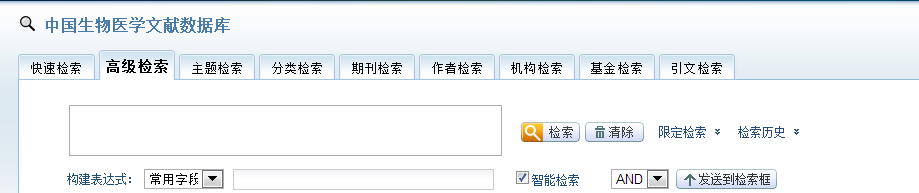 中国生物医学文献数据库
快速检索 高级检索 主题检索 分类检索 期刊检索 作者检索 机构检索 基金检索 引文检索
检索 清除 限定检索 检索历史
构建表达式： 常用字段 智能检索 AND 发送到检索框